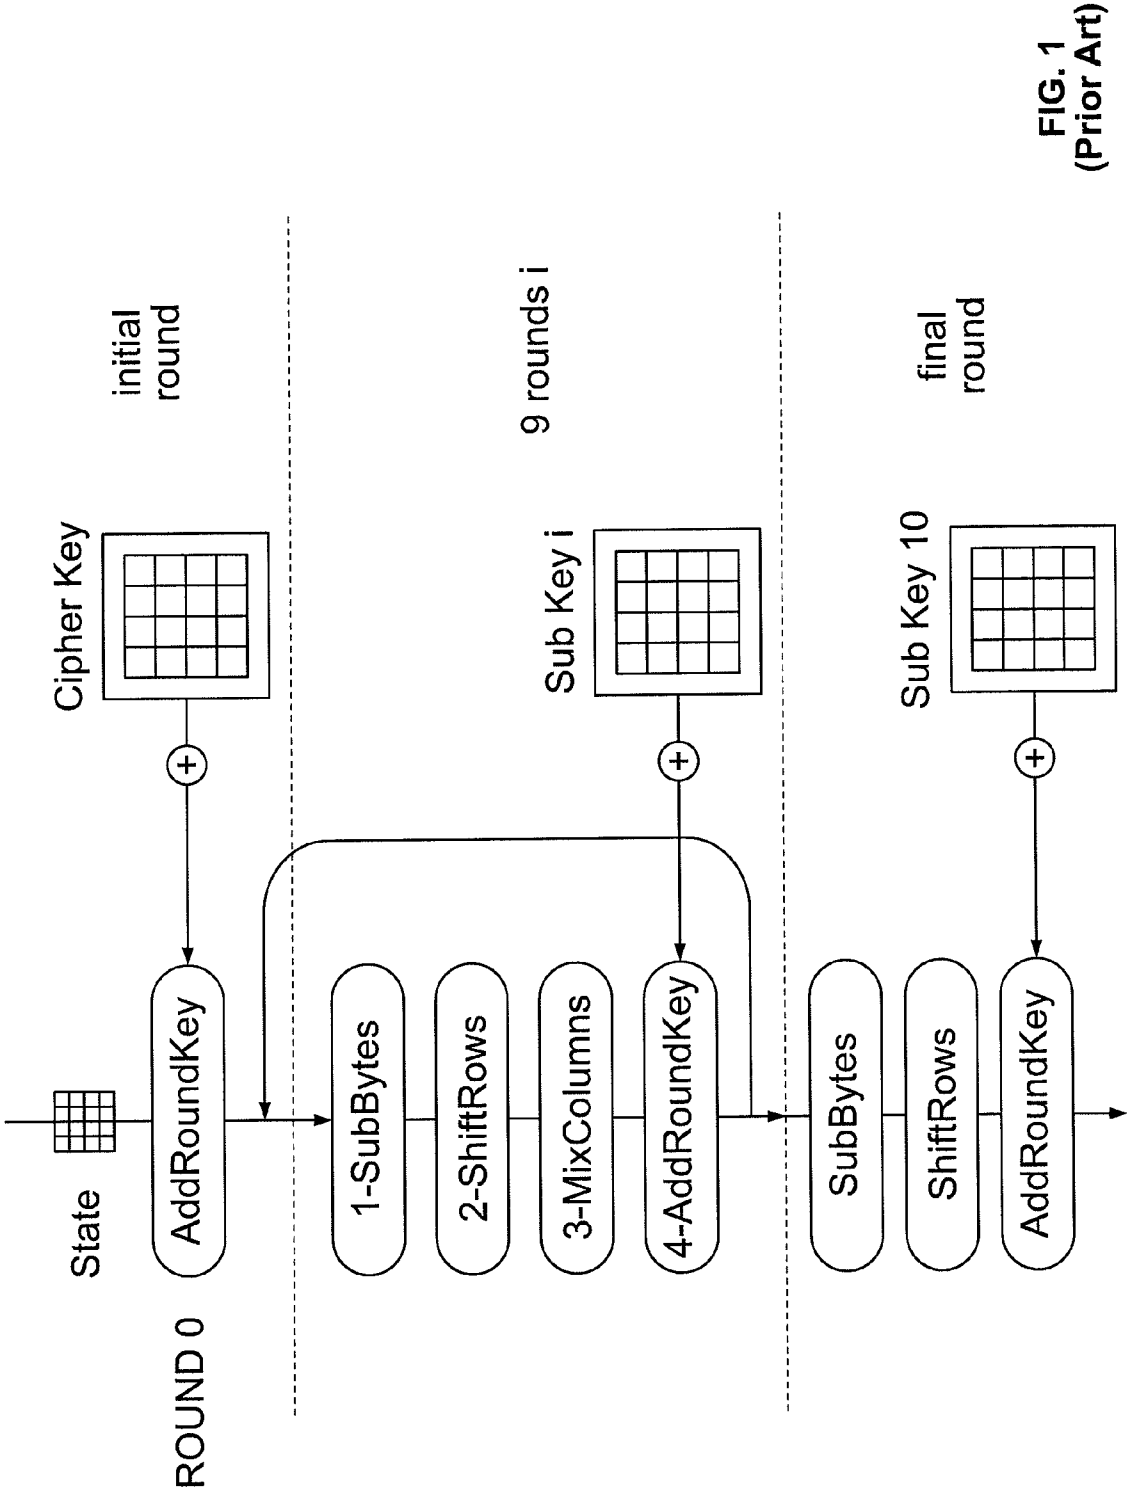 State
Cipher Key
initial
round
ROUND 0
AddRoundKey
+
1-SubBytes
2-ShiftRows
3-MixColumns
4-AddRoundKey
+
Sub Key i
9 rounds i
SubBytes
ShiftRows
AddRoundKey
+
Sub Key 10
final
round
FIG. 1
(Prior Art)